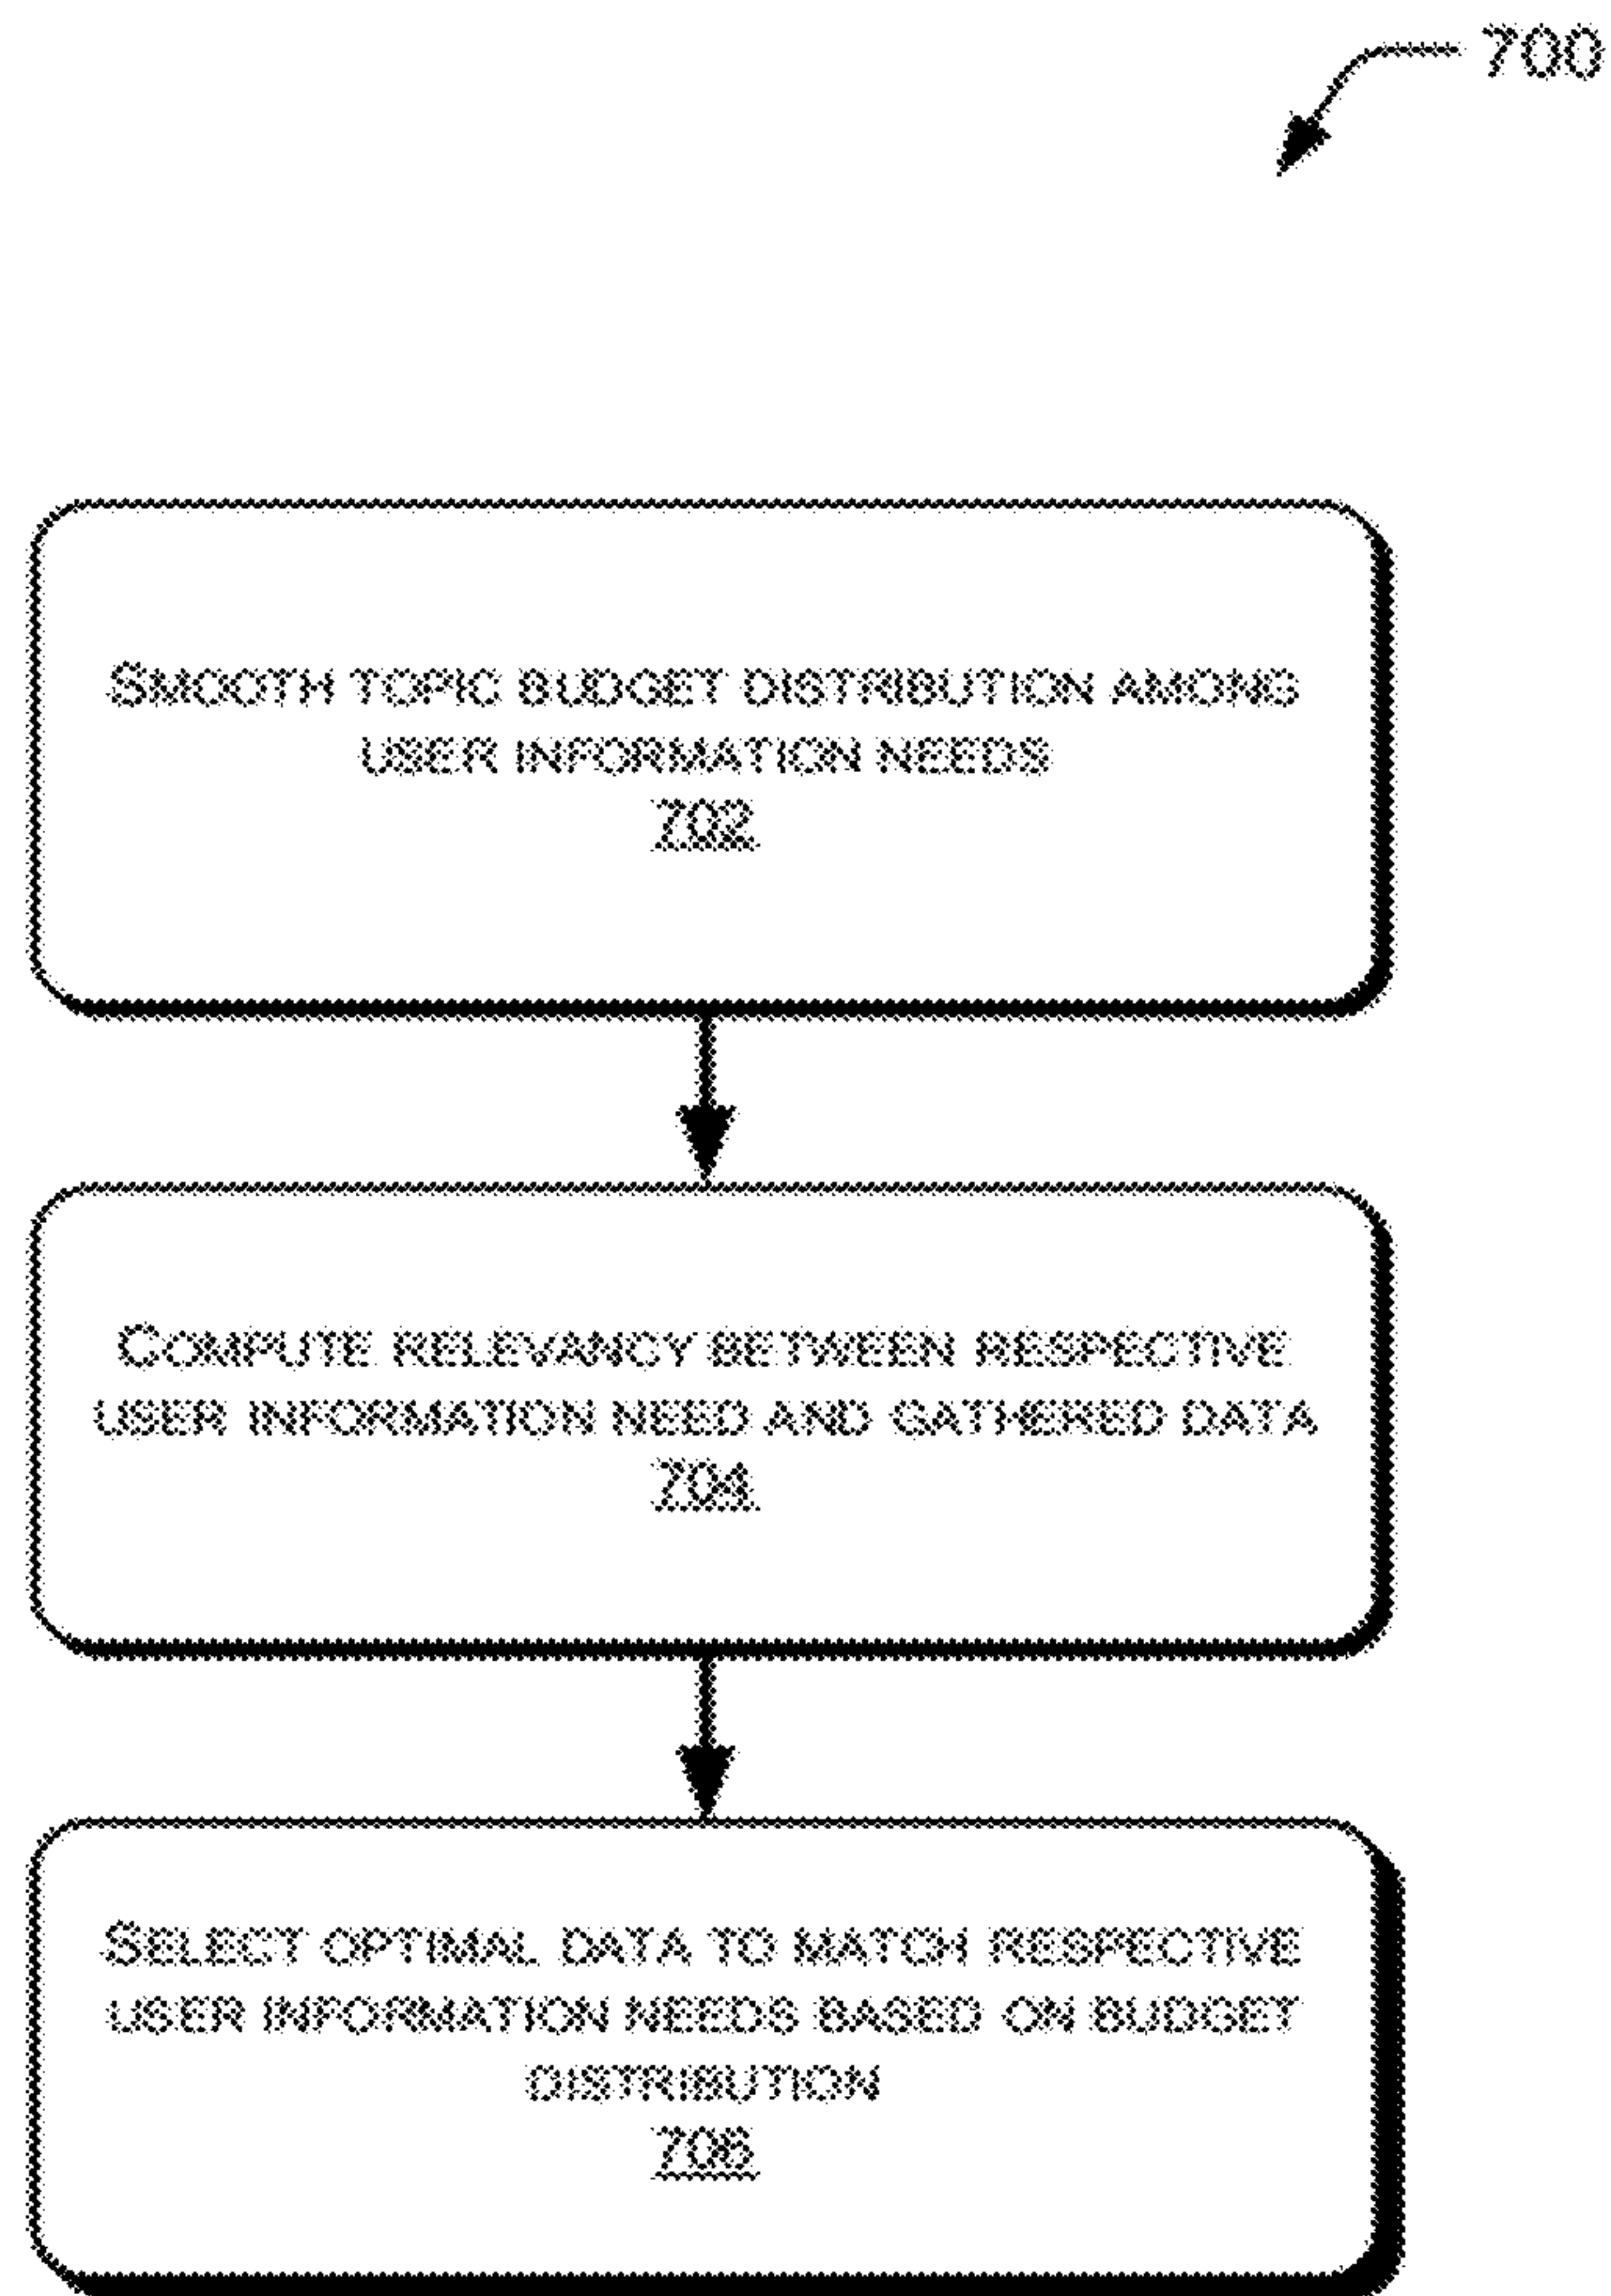 700
SMOOTH TOPIC BUDGET DISTRIBUTION AMONG
USER INFORMATION NEEDS
702
COMPUTE RELEVANCY BETWEEN RESPECTIVE
USER INFORMATION NEED AND GATHERED DATA
704
SELECT OPTIMAL DATA TO MATCH RESPECTIVE
USER INFORMATION NEEDS BASED ON BUDGET
DISTRIBUTION
706